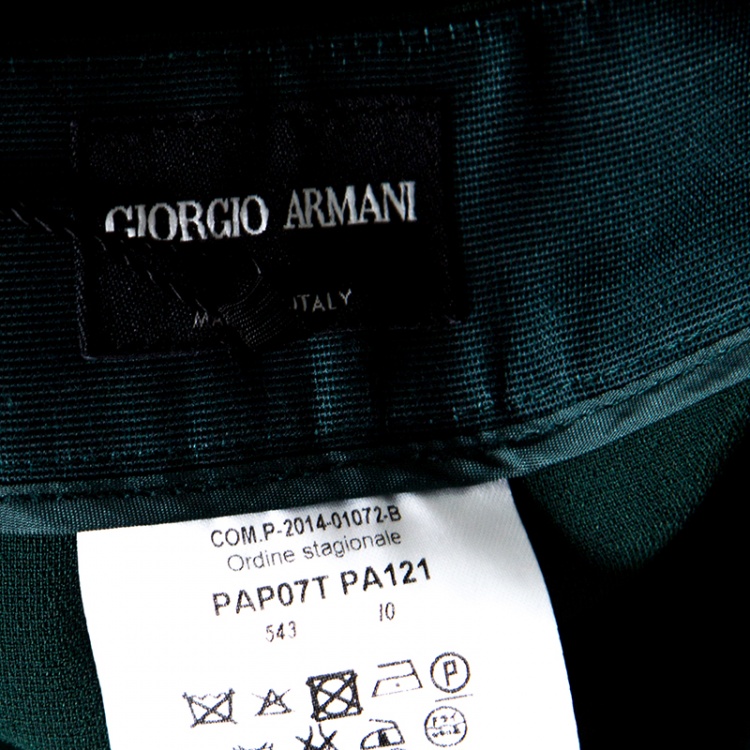 GIORGIO ARMANI
ITALY
COM.P-2014-01072-B
Ordine stagionale
PAP07T PA121
543 10
P